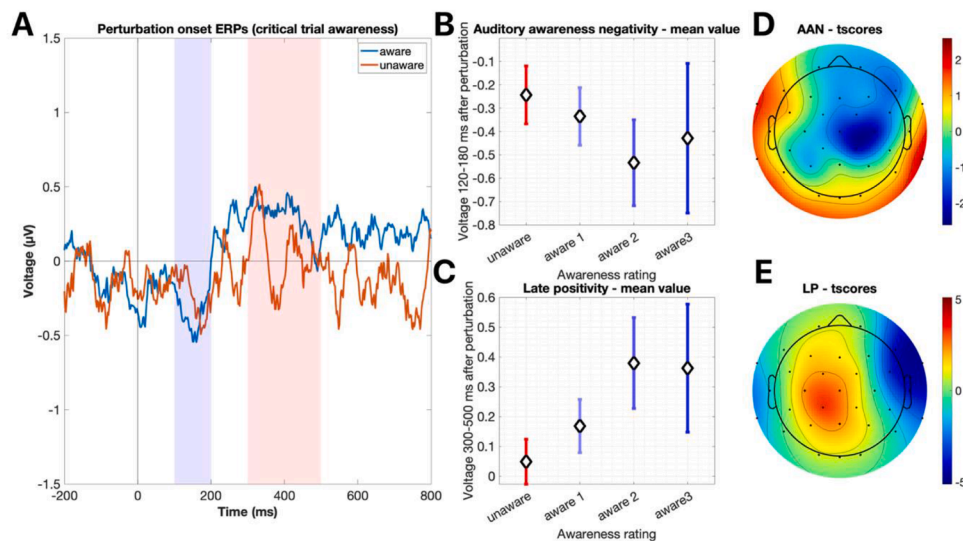 A
Perturbation onset ERPs (critical trial awareness)
1.5
1
0.5
0
-0.5
-1
-1.5
Voltage (µV)
aware
unaware
-200
0
200
400
600
800
Time (ms)
B
Auditory awareness negativity - mean value
Voltage 120-180 ms after perturbation
-0.1
-0.2
-0.3
-0.4
-0.5
-0.6
-0.7
-0.8
unaware
aware 1
aware 2
aware3
Awareness rating
C
Late positivity - mean value
Voltage 300-500 ms after perturbation
0.6
0.5
0.4
0.3
0.2
0.1
0
unaware
aware 1
aware 2
aware3
Awareness rating
D
AAN - tscores
2
1
0
-1
-2
E
LP - tscores
5
0
-5